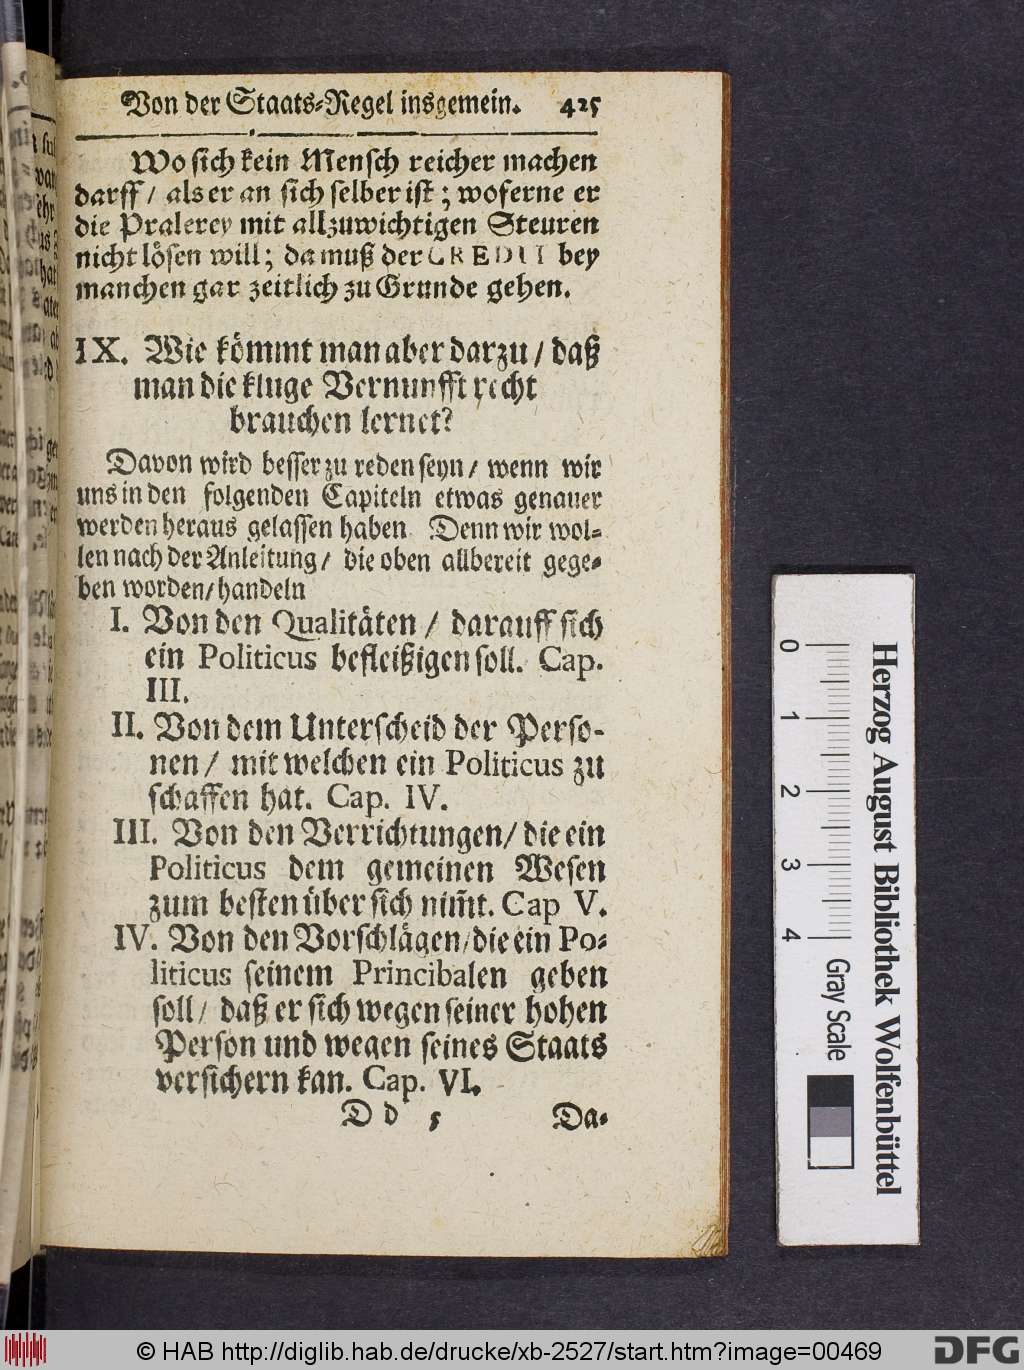 Von der Staats-Regel insgemein. 425
Wo sich kein Mensch reicher machen
darff / als er an sich selber ist; woferne er
die Pralerey mit allzuwichtigen Steuren
nicht lösen will; da muß der CREDIT bey
manchen gar zeitlich zu Grunde gehen.
IX. Wie kömmt man aber darzu / daß
man die kluge Vernunfft recht
brauchen lernet?
Davon wird besser zu reden seyn / wenn wir
uns in den folgenden Capiteln etwas genauer
werden heraus gelassen haben Denn wir wol-
len nach der Anleitung / die oben allbereit gege-
ben worden / handeln
I. Von den Qualitäten / darauff sich
ein Politicus befleißigen soll. Cap.
III.
II. Von dem Unterscheid der Perso-
nen / mit welchen ein Politicus zu
schaffen hat. Cap. IV.
III. Von den Verrichtungen / die ein
Politicus dem gemeinen Wesen
zum besten über sich nim̃t. Cap V.
IV. Von den Vorschlägen / die ein Po-
liticus seinem Principalen geben
soll / daß er sich wegen seiner hohen
Person und wegen seines Staats
versichern kan. Cap. VI.
D d 5 Da-
0 1 2 3 4
Gray Scale
Herzog August Bibliothek Wolfenbüttel
© HAB http://diglib.hab.de/drucke/xb-2527/start.htm?image=00469
DFG